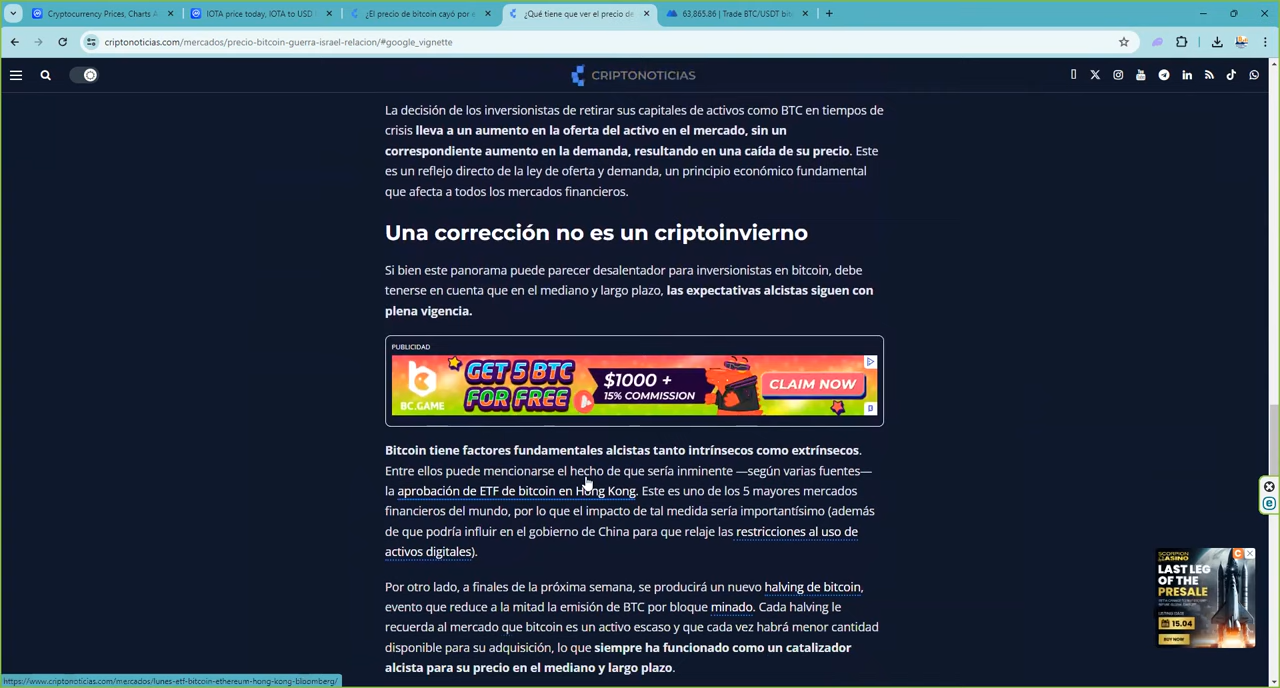 Cryptocurrency Prices, Charts A
IOTA price today, IOTA to USD l
¿El precio de bitcoin cayó por e
¿Qué tiene que ver el precio de
63,865.86 | Trade BTC/USDT bit
criptonoticias.com/mercados/precio-bitcoin-guerra-israel-relacion/#google_vignette
CRIPTONOTICIAS
La decisión de los inversionistas de retirar sus capitales de activos como BTC en tiempos de
crisis lleva a un aumento en la oferta del activo en el mercado, sin un
correspondiente aumento en la demanda, resultando en una caída de su precio. Este
es un reflejo directo de la ley de oferta y demanda, un principio económico fundamental
que afecta a todos los mercados financieros.
Una corrección no es un criptoinvierno
Si bien este panorama puede parecer desalentador para inversionistas en bitcoin, debe
tenerse en cuenta que en el mediano y largo plazo, las expectativas alcistas siguen con
plena vigencia.
PUBLICIDAD
BC.GAME
GET 5 BTC
FOR FREE
$1000 +
15% COMMISSION
CLAIM NOW
D
Bitcoin tiene factores fundamentales alcistas tanto intrínsecos como extrínsecos.
Entre ellos puede mencionarse el hecho de que sería inminente —según varias fuentes—
la aprobación de ETF de bitcoin en Hong Kong. Este es uno de los 5 mayores mercados
financieros del mundo, por lo que el impacto de tal medida sería importantísimo (además
de que podría influir en el gobierno de China para que relaje las restricciones al uso de
activos digitales).
Por otro lado, a finales de la próxima semana, se producirá un nuevo halving de bitcoin,
evento que reduce a la mitad la emisión de BTC por bloque minado. Cada halving le
recuerda al mercado que bitcoin es un activo escaso y que cada vez habrá menor cantidad
disponible para su adquisición, lo que siempre ha funcionado como un catalizador
alcista para su precio en el mediano y largo plazo.
SCORPION
CASINO
LAST LEG
OF THE
PRESALE
15.04
BUY NOW
https://www.criptonoticias.com/mercados/lunes-etf-bitcoin-ethereum-hong-kong-bloomberg/